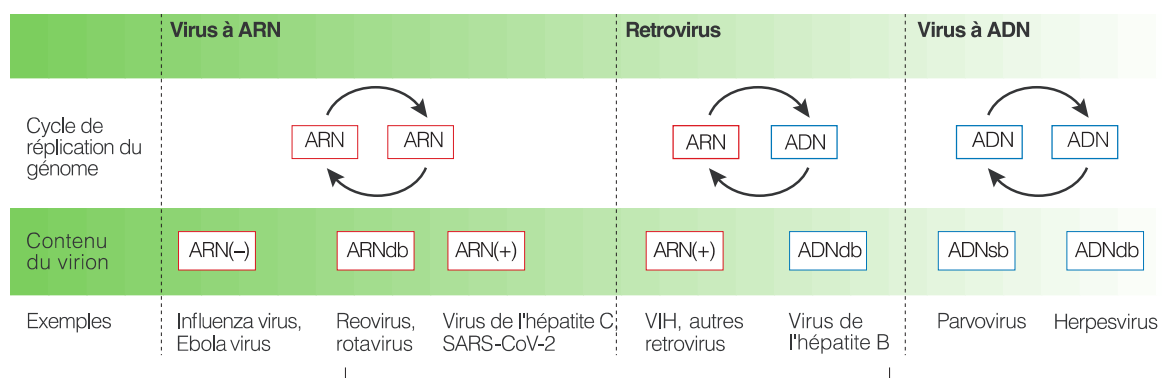 Virus à ARN
Retrovirus
Virus à ADN
Cycle de
réplication du
génome
ARN
ARN
ARN
ADN
ADN
ADN
Contenu
du virion
ARN(–)
ARNdb
ARN(+)
ARN(+)
ADNdb
ADNsb
ADNdb
Exemples
Influenza virus,
Ebola virus
Reovirus,
rotavirus
Virus de l'hépatite C
SARS-CoV-2
VIH, autres
retrovirus
Virus de
l'hépatite B
Parvovirus
Herpesvirus